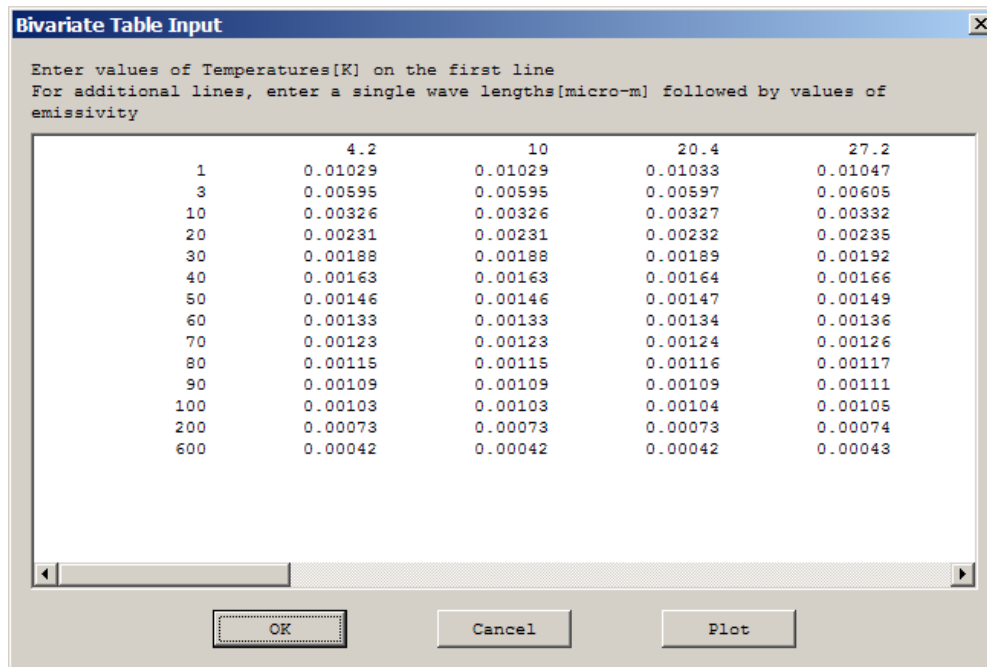 Bivariate Table Input
Enter values of Temperatures[K] on the first line
For additional lines, enter a single wave lengths[micro-m] followed by values of
emissivity
4.2 10 20.4 27.2
1 0.01029 0.01029 0.01033 0.01047
3 0.00595 0.00595 0.00597 0.00605
10 0.00326 0.00326 0.00327 0.00332
20 0.00231 0.00231 0.00232 0.00235
30 0.00188 0.00188 0.00189 0.00192
40 0.00163 0.00163 0.00164 0.00166
50 0.00146 0.00146 0.00147 0.00149
60 0.00133 0.00133 0.00134 0.00136
70 0.00123 0.00123 0.00124 0.00126
80 0.00115 0.00115 0.00116 0.00117
90 0.00109 0.00109 0.00109 0.00111
100 0.00103 0.00103 0.00104 0.00105
200 0.00073 0.00073 0.00073 0.00074
600 0.00042 0.00042 0.00042 0.00043
OK Cancel Plot